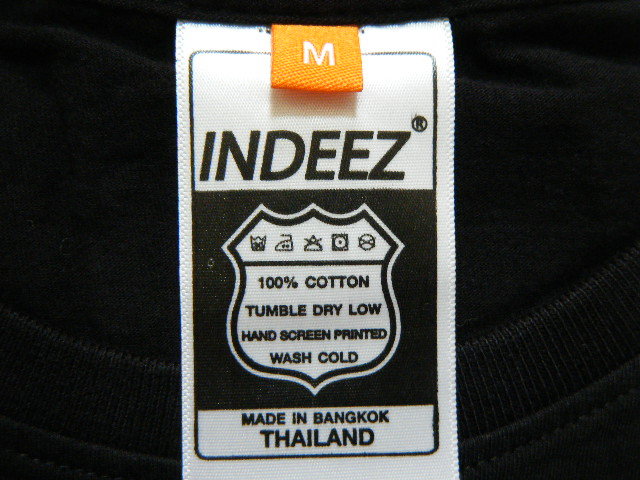 M
INDEEZ®
100% COTTON
TUMBLE DRY LOW
HAND SCREEN PRINTED
WASH COLD
MADE IN BANGKOK
THAILAND